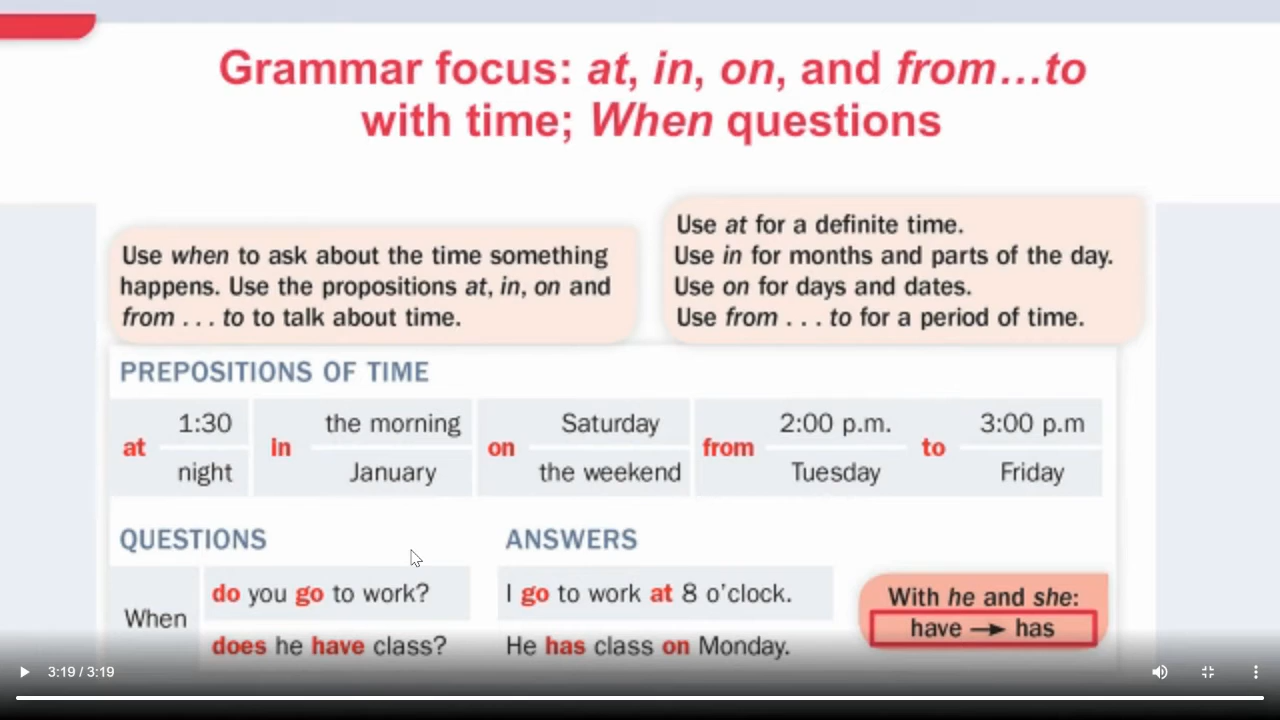 Grammar focus: at, in, on, and from...to
with time; When questions
Use when to ask about the time something
happens. Use the propositions at, in, on and
from . . . to to talk about time.
Use at for a definite time.
Use in for months and parts of the day.
Use on for days and dates.
Use from . . . to for a period of time.
PREPOSITIONS OF TIME
at
1:30
night
in
the morning
January
on
Saturday
the weekend
from
2:00 p.m.
Tuesday
to
3:00 p.m
Friday
QUESTIONS
ANSWERS
When
do you go to work?
I go to work at 8 o'clock.
does he have class?
He has class on Monday.
With he and she:
have → has
3:19 / 3:19